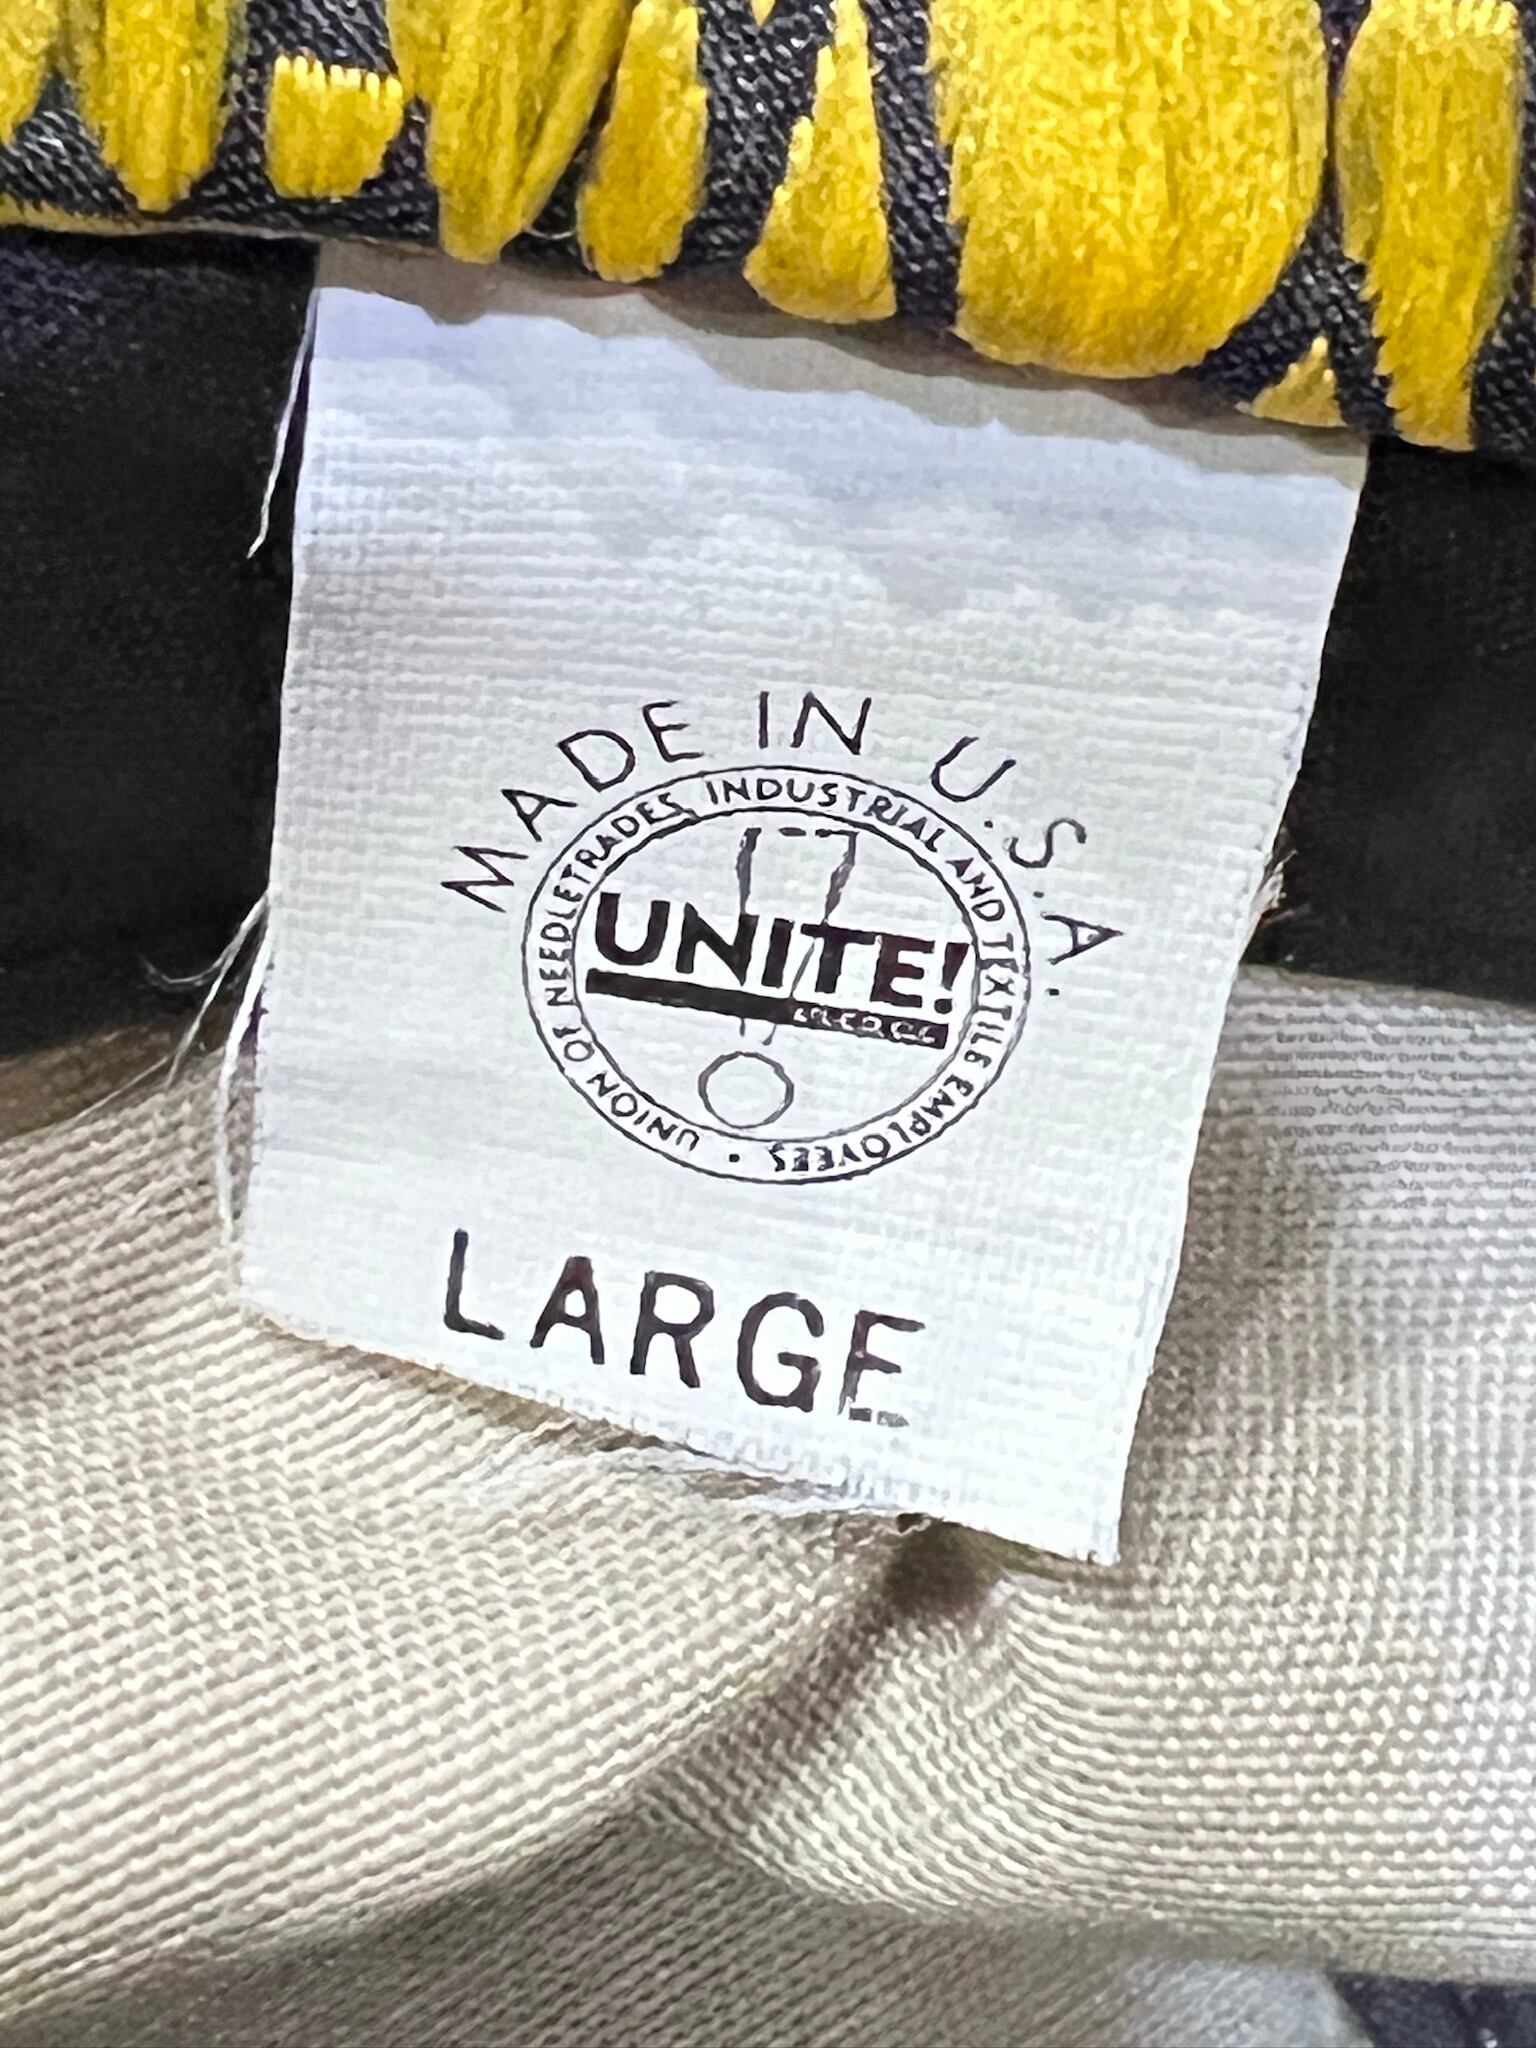 MADE IN U.S.A.
UNION OF NEEDLETRADES, INDUSTRIAL AND TEXTILE EMPLOYEES •
UNITE!
LARGE